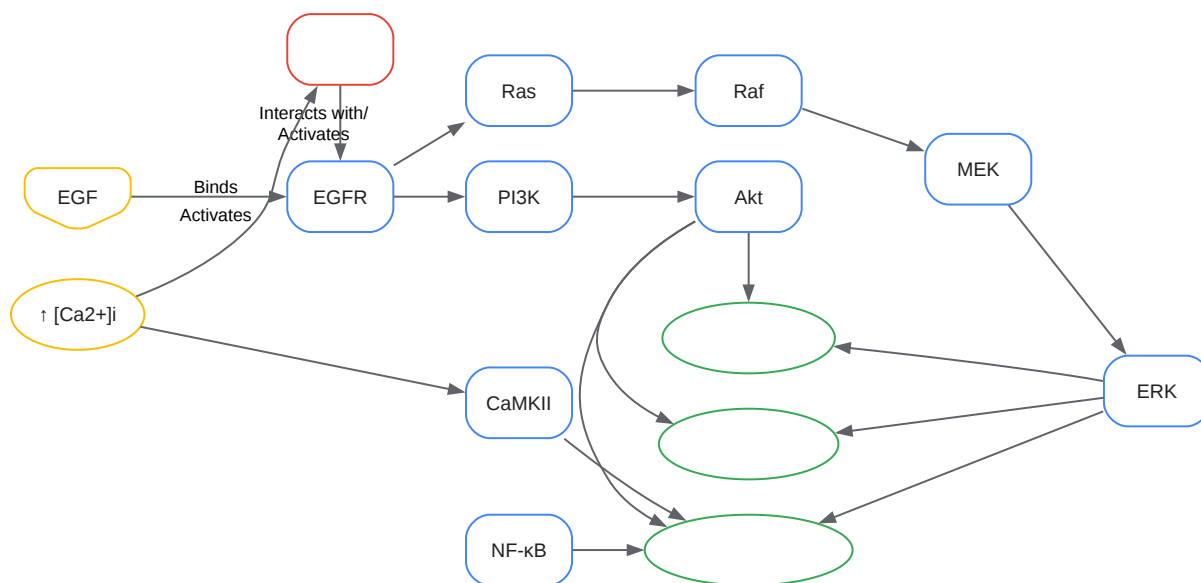 Ras
Raf
Interacts with/
Activates
MEK
EGF
Binds
Activates
EGFR
PI3K
Akt
↑ [Ca2+]i
CaMKII
ERK
NF-κB